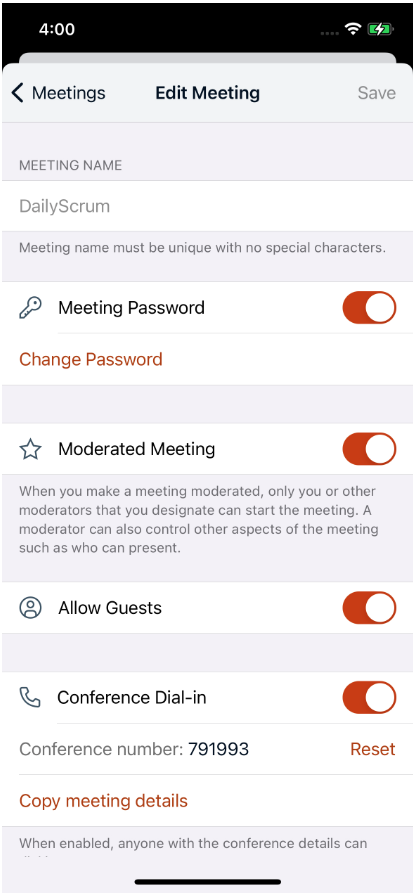 4:00
Meetings Edit Meeting Save
MEETING NAME
DailyScrum
Meeting name must be unique with no special characters.
Meeting Password
Change Password
Moderated Meeting
When you make a meeting moderated, only you or other
moderators that you designate can start the meeting. A
moderator can also control other aspects of the meeting
such as who can present.
Allow Guests
Conference Dial-in
Conference number: 791993 Reset
Copy meeting details
When enabled, anyone with the conference details can